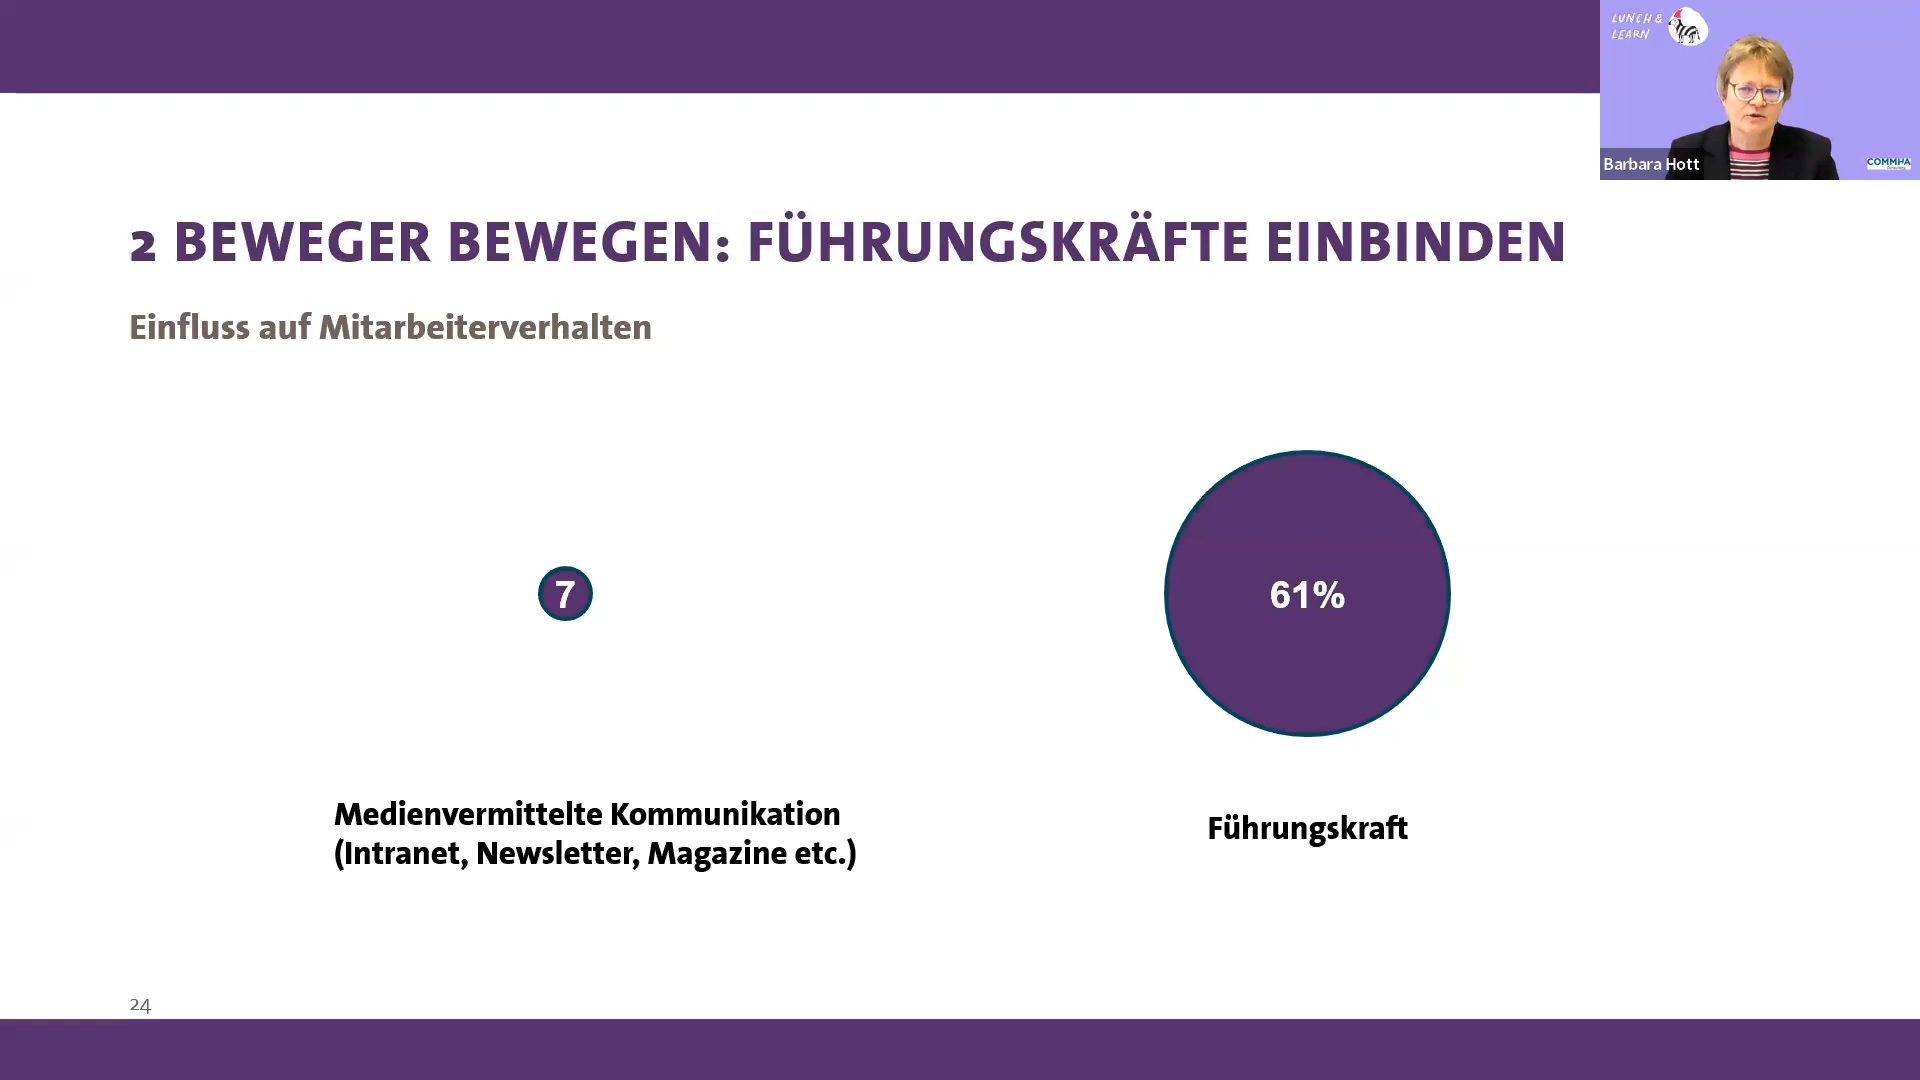 LUNCH &
LEARN
Barbara Hott
COMMHA
2 BEWEGER BEWEGEN: FÜHRUNGSKRÄFTE EINBINDEN
Einfluss auf Mitarbeiterverhalten
7
61%
Medienvermittelte Kommunikation
(Intranet, Newsletter, Magazine etc.)
Führungskraft
24